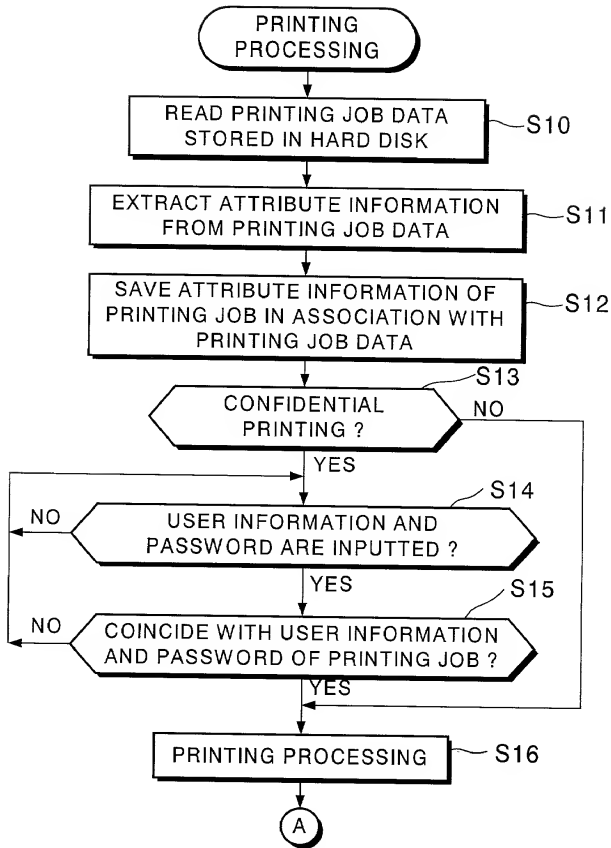 PRINTING
PROCESSING
READ PRINTING JOB DATA
STORED IN HARD DISK
S10
EXTRACT ATTRIBUTE INFORMATION
FROM PRINTING JOB DATA
S11
SAVE ATTRIBUTE INFORMATION OF
PRINTING JOB IN ASSOCIATION WITH
PRINTING JOB DATA
S12
S13
CONFIDENTIAL
PRINTING ?
NO
YES
S14
NO
USER INFORMATION AND
PASSWORD ARE INPUTTED ?
YES
S15
NO
COINCIDE WITH USER INFORMATION
AND PASSWORD OF PRINTING JOB ?
YES
PRINTING PROCESSING
S16
A